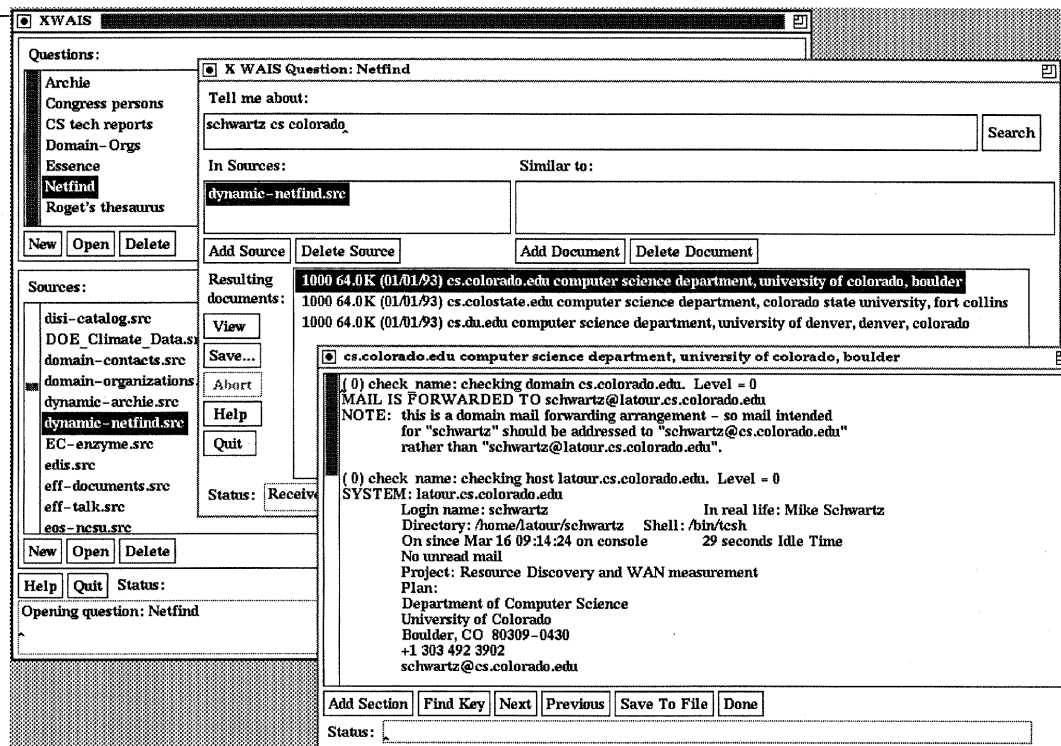 XWAIS
Questions:
Archie
Congress persons
CS tech reports
Domain-Orgs
Essence
Netfind
Roget's thesaurus
New Open Delete
Sources:
disi-catalog.src
DOE_Climate_Data.s
domain-contacts.src
domain-organizations.
dynamic-archie.src
dynamic-netfind.src
EC-enzyme.src
edis.src
eff-documents.src
eff-talk.src
eos-ncsu.src
New Open Delete
Help Quit Status:
Opening question: Netfind
X WAIS Question: Netfind
Tell me about:
schwartz cs colorado
Search
In Sources: Similar to:
dynamic-netfind.src
Add Source Delete Source Add Document Delete Document
Resulting documents:
1000 64.0K (01/01/93) cs.colorado.edu computer science department, university of colorado, boulder
1000 64.0K (01/01/93) cs.colostate.edu computer science department, colorado state university, fort collins
1000 64.0K (01/01/93) cs.du.edu computer science department, university of denver, denver, colorado
View
Save...
Abort
Help
Quit
Status: Receive
cs.colorado.edu computer science department, university of colorado, boulder
( 0) check_name: checking domain cs.colorado.edu. Level = 0
MAIL IS FORWARDED TO schwartz@latour.cs.colorado.edu
NOTE: this is a domain mail forwarding arrangement - so mail intended
for "schwartz" should be addressed to "schwartz@cs.colorado.edu"
rather than "schwartz@latour.cs.colorado.edu".
( 0) check_name: checking host latour.cs.colorado.edu. Level = 0
SYSTEM: latour.cs.colorado.edu
Login name: schwartz In real life: Mike Schwartz
Directory: /home/latour/schwartz Shell: /bin/tcsh
On since Mar 16 09:14:24 on console 29 seconds Idle Time
No unread mail
Project: Resource Discovery and WAN measurement
Plan:
Department of Computer Science
University of Colorado
Boulder, CO 80309-0430
+1 303 492 3902
schwartz@cs.colorado.edu
Add Section Find Key Next Previous Save To File Done
Status: